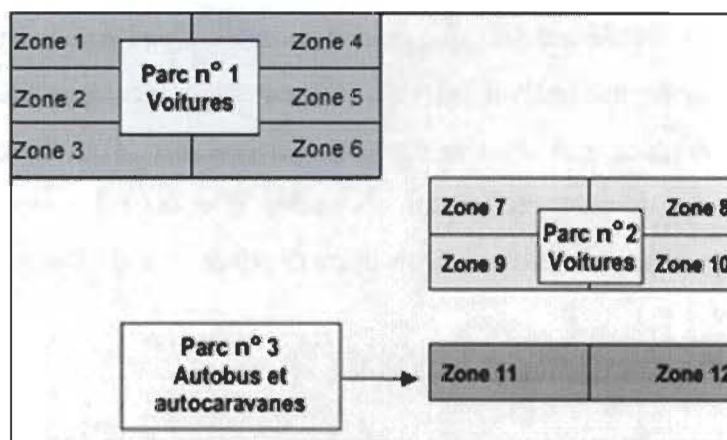 Zone 1
Zone 4
Parc n° 1
Voitures
Zone 2
Zone 5
Zone 3
Zone 6
Zone 7
Zone 8
Parc n° 2
Voitures
Zone 9
Zone 10
Parc n° 3
Autobus et
autocaravanes
Zone 11
Zone 12